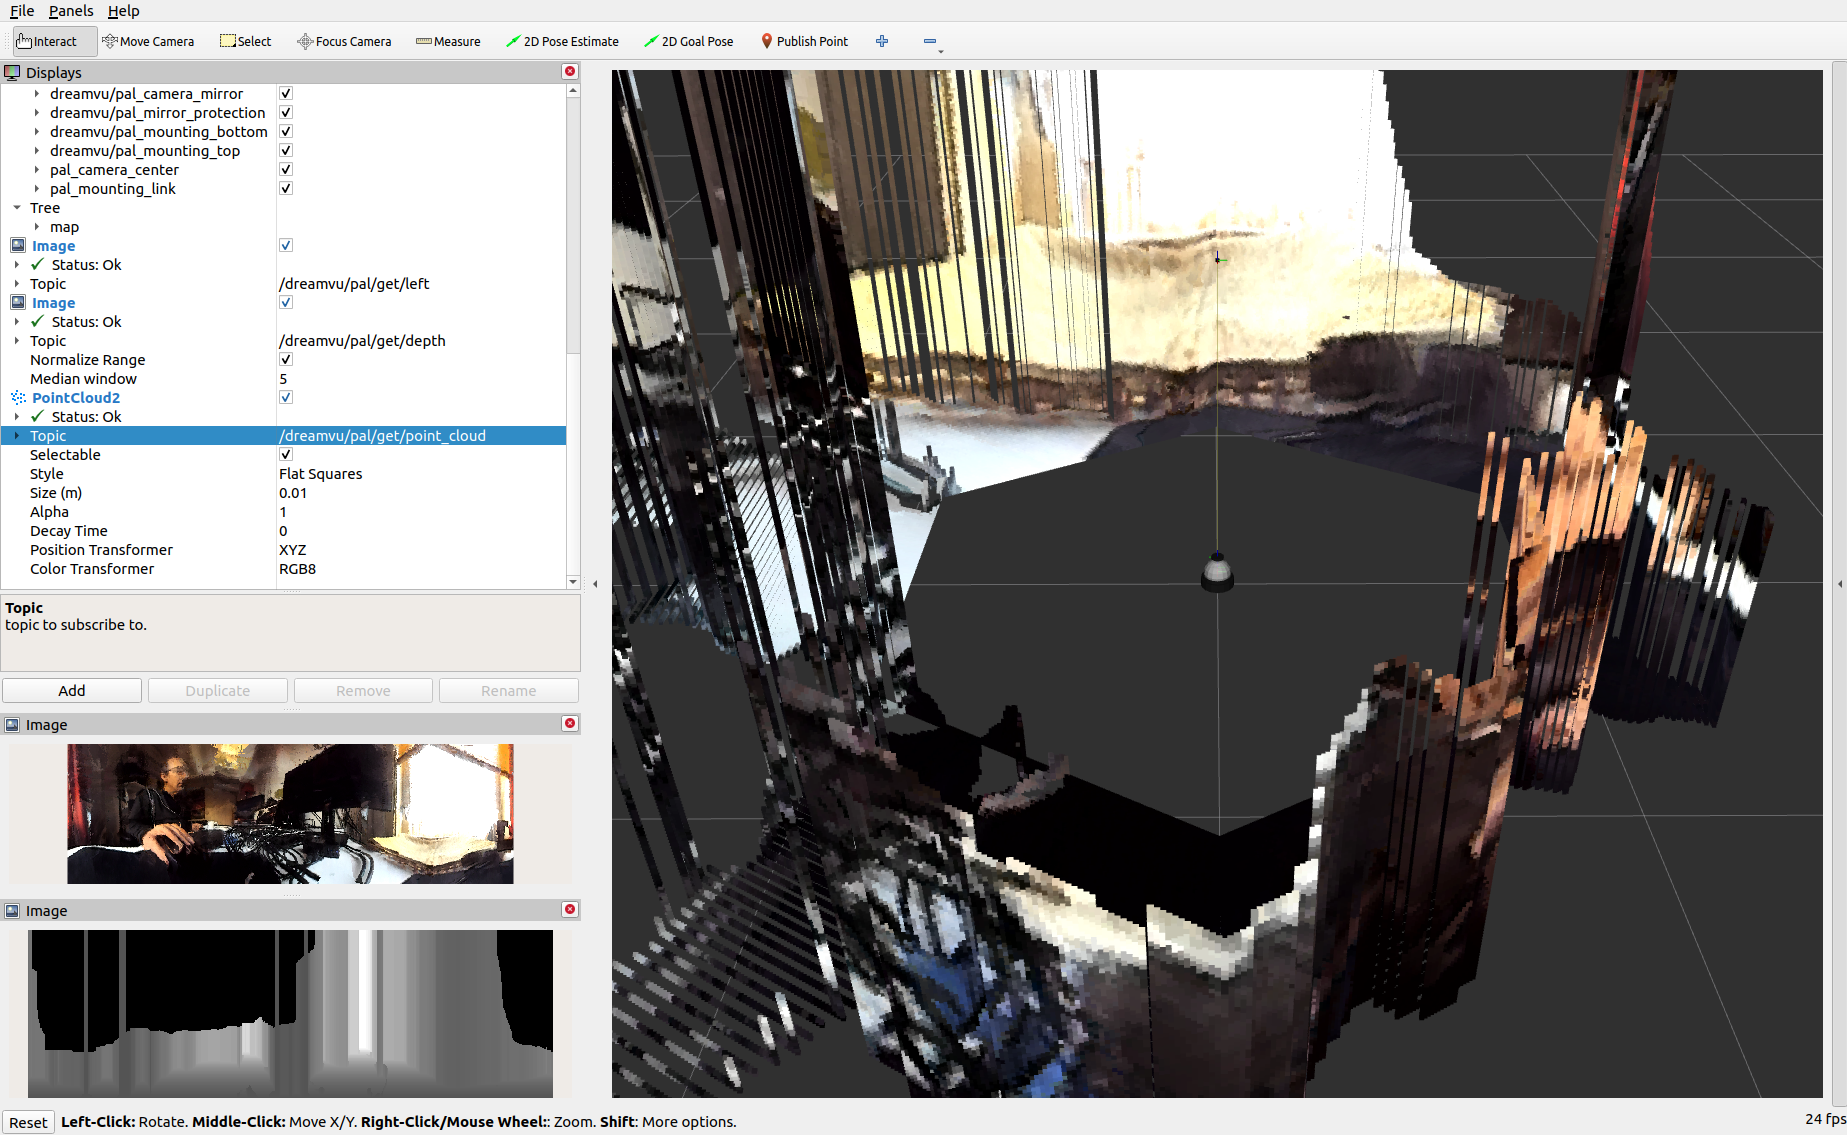 File Panels Help
Interact Move Camera Select Focus Camera Measure 2D Pose Estimate 2D Goal Pose Publish Point
Displays
dreamvu/pal_camera_mirror
dreamvu/pal_mirror_protection
dreamvu/pal_mounting_bottom
dreamvu/pal_mounting_top
pal_camera_center
pal_mounting_link
Tree
map
Image
Status: Ok
Topic /dreamvu/pal/get/left
Image
Status: Ok
Topic /dreamvu/pal/get/depth
Normalize Range
Median window 5
PointCloud2
Status: Ok
Topic /dreamvu/pal/get/point_cloud
Selectable
Style Flat Squares
Size (m) 0.01
Alpha 1
Decay Time 0
Position Transformer XYZ
Color Transformer RGB8
Topic
topic to subscribe to.
Add Duplicate Remove Rename
Image
Image
Reset Left-Click: Rotate. Middle-Click: Move X/Y. Right-Click/Mouse Wheel:: Zoom. Shift: More options. 24 fps